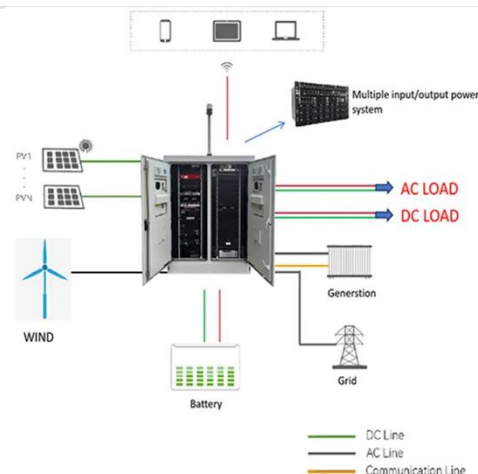 Multiple input/output power
system
PV1
PVN
AC LOAD
DC LOAD
WIND
Generstion
Grid
Battery
DC Line
AC Line
Communication Line